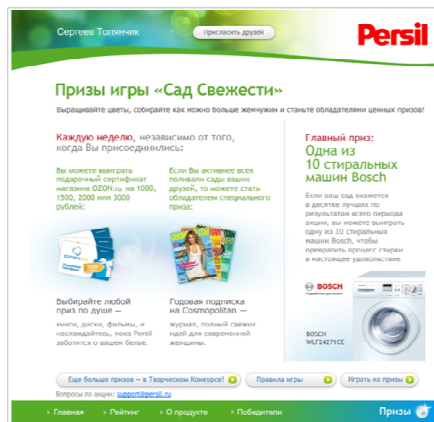 Сергеев Топянчик
Пригласить друзей
Persil
Призы игры «Сад Свежести»
Выращивайте цветы, собирайте как можно больше жемчужин и станьте обладателями ценных призов!
Каждую неделю, независимо от того,
когда Вы присоединились:
Вы можете выиграть
подарочный сертификат
магазина OZON.ru на 1000,
1500, 2000 или 3000
рублей:
Если Вы активнее всех
поливали сады ваших
друзей, то можете стать
обладателем специального
приза:
Выбирайте любой
приз по душе —
книги, диски, фильмы, и
наслаждайтесь, пока Persil
заботится о вашем белье.
Годовая подписка
на Cosmopolitan —
журнал, полный свежих
идей для современной
женщины.
Главный приз:
Одна из
10 стиральных
машин Bosch
Если ваш сад окажется
в десятке лучших по
результатам всего периода
акции, вы можете выиграть
одну из 10 стиральных
машин Bosch, чтобы
превратить процесс стирки
в настоящее удовольствие
BOSCH
BOSCH
WLF24271CE
Еще больше призов — в Творческом Конкурсе!
Правила игры
Играть на призы
Вопросы по акции: support@persil.ru
Главная
Рейтинг
О продукте
Победители
Призы